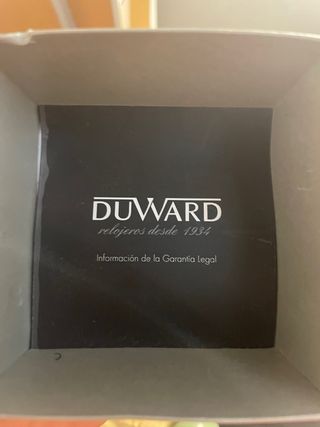 DUWARD
relojeros desde 1934
Información de la Garantía Legal